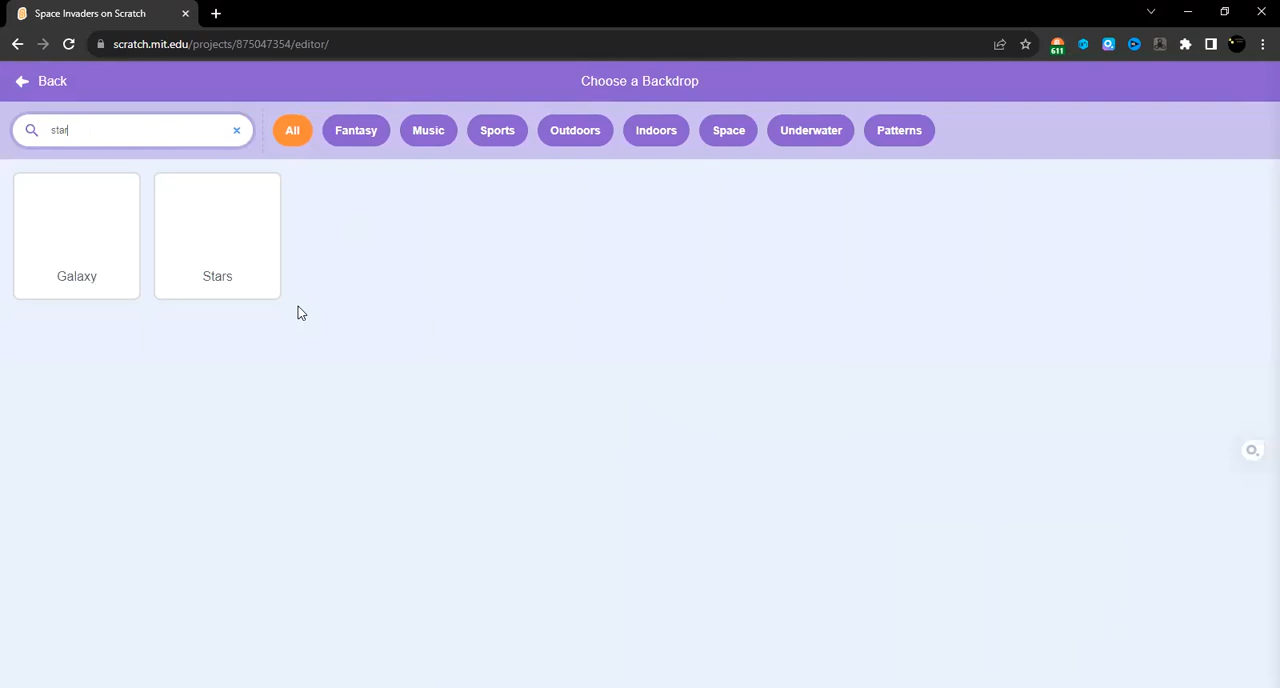 Space Invaders on Scratch
scratch.mit.edu/projects/875047354/editor/
611
Back
Choose a Backdrop
star
All
Fantasy
Music
Sports
Outdoors
Indoors
Space
Underwater
Patterns
Galaxy
Stars